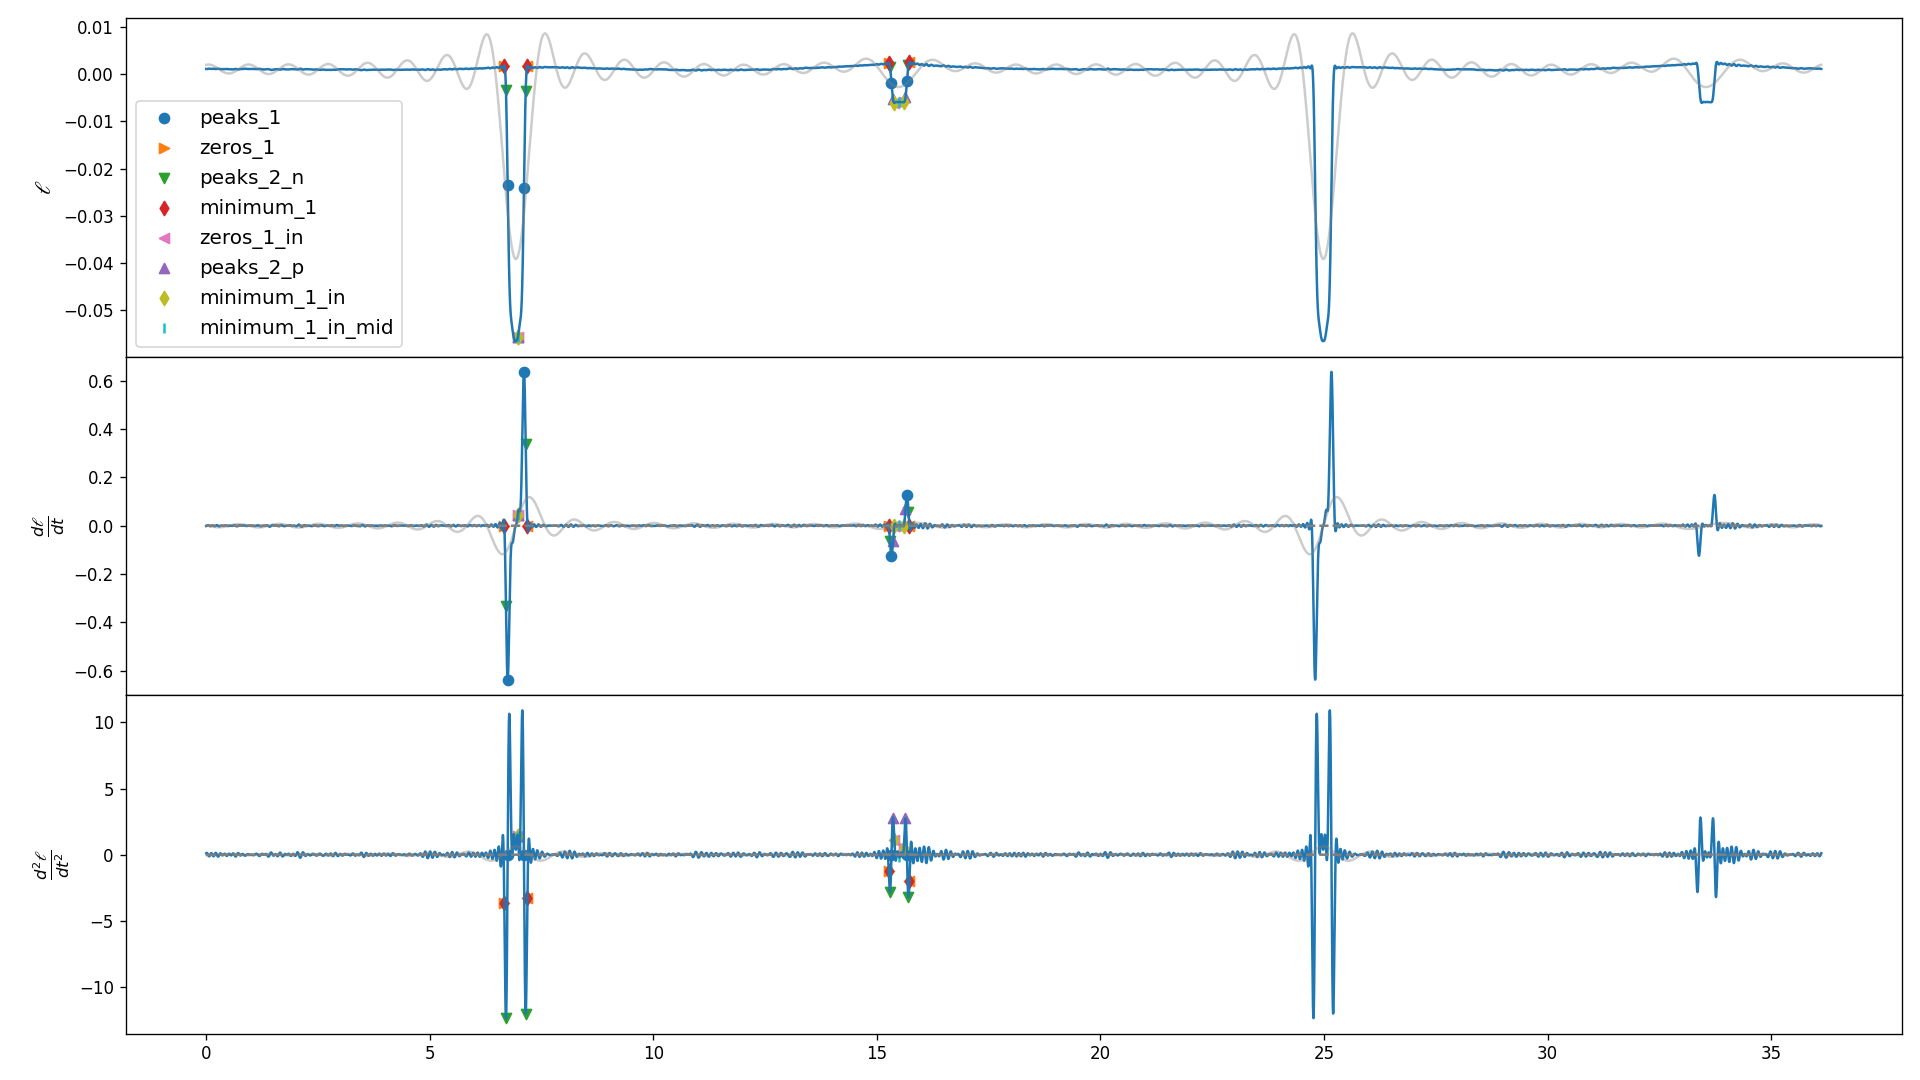 0.01
0.00
−0.01
−0.02
−0.03
−0.04
−0.05
ℓ
peaks_1
zeros_1
peaks_2_n
minimum_1
zeros_1_in
peaks_2_p
minimum_1_in
minimum_1_in_mid
0.6
0.4
0.2
0.0
−0.2
−0.4
−0.6
dℓ
dt
10
5
0
−5
−10
d²ℓ
dt²
0 5 10 15 20 25 30 35